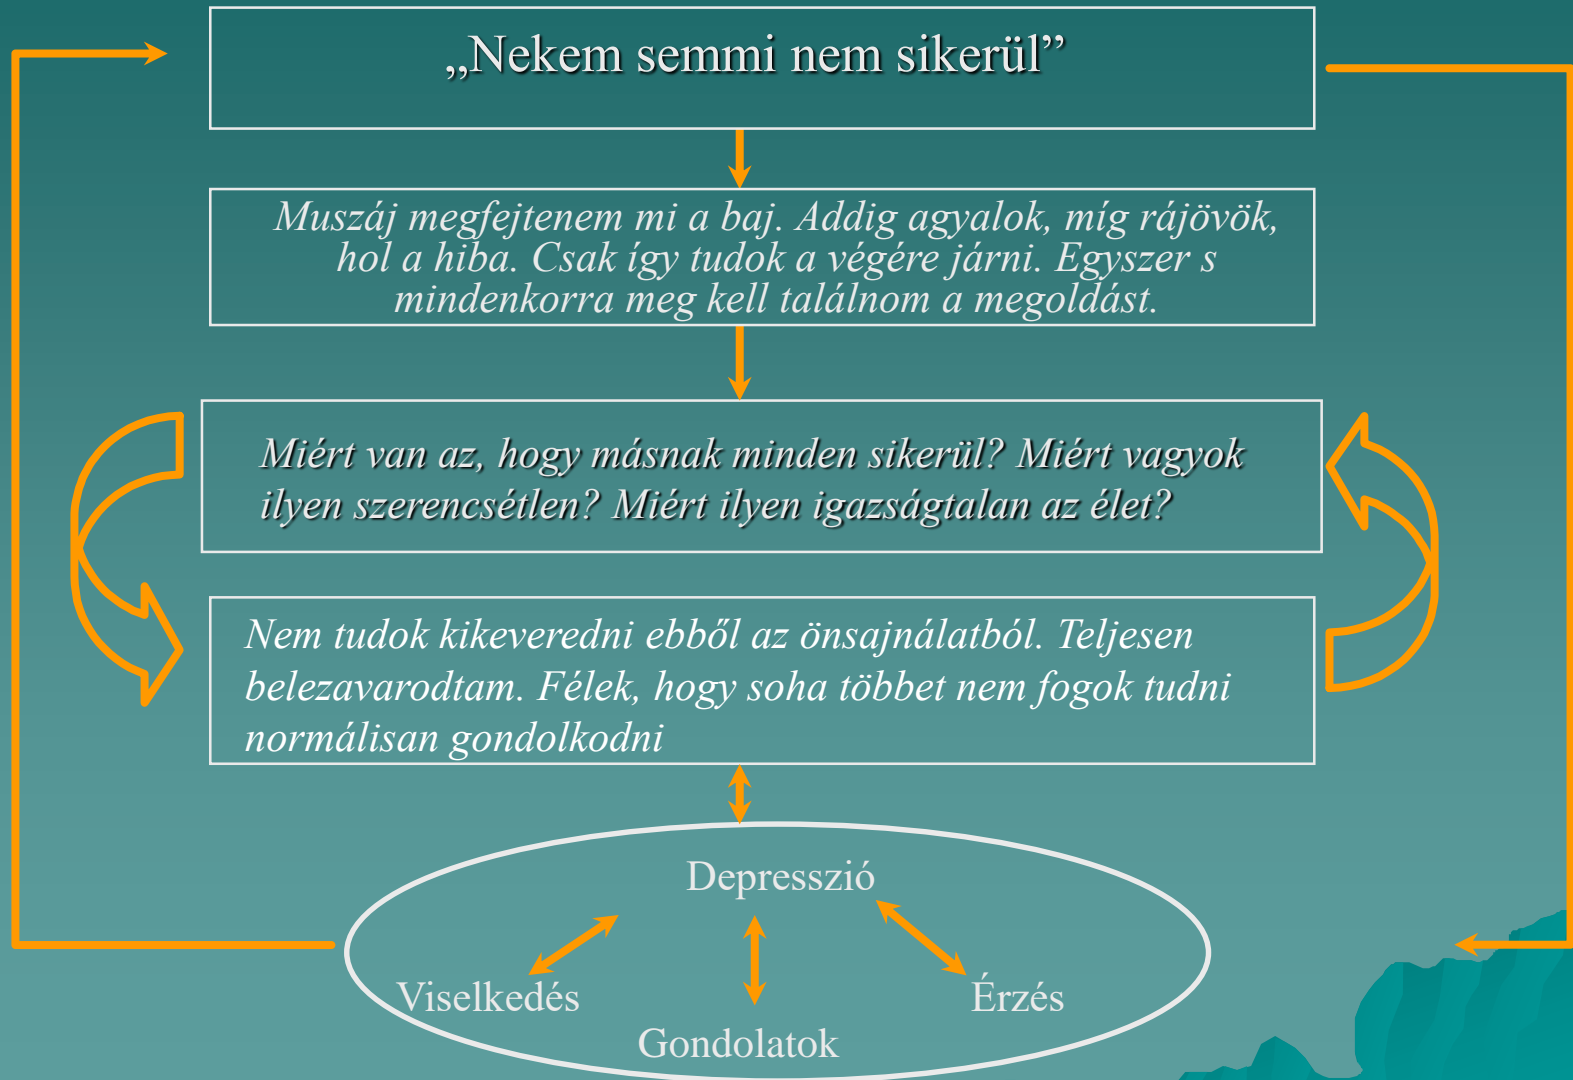 „Nekem semmi nem sikerül”
Muszáj megfejtenem mi a baj. Addig agyalok, míg rájövök,
hol a hiba. Csak így tudok a végére járni. Egyszer s
mindenkorra meg kell találnom a megoldást.
Miért van az, hogy másnak minden sikerül? Miért vagyok
ilyen szerencsétlen? Miért ilyen igazságtalan az élet?
Nem tudok kikeveredni ebből az önsajnálatból. Teljesen
belezavarodtam. Félek, hogy soha többet nem fogok tudni
normálisan gondolkodni
Depresszió
Viselkedés
Érzés
Gondolatok